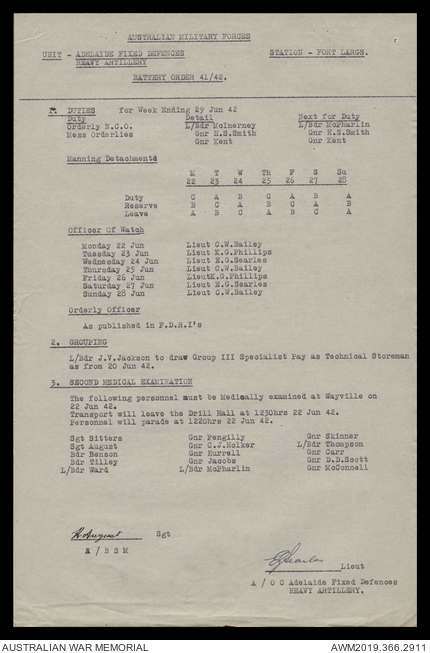 AUSTRALIAN MILITARY FORCES
UNIT - ADELAIDE FIXED DEFENCES STATION - FORT LARGS.
HEAVY ARTILLERY
BATTERY ORDER 41/42.
DUTIES for Week Ending 29 Jun 42
Duty Detail Next for Duty
Orderly N.C.O. L/Bdr McInerney L/Bdr McPharlin
Mess Orderlies Gnr H.S.Smith Gnr H.S.Smith
Gnr Kent Gnr Kent
Manning Detachments
M T W Th F S Su
22 23 24 25 26 27 28
Duty C A B C A B A
Reserve B C A B C A B
Leave A B C A B C A
Officer Of Watch
Monday 22 Jun Lieut C.W.Bailey
Tuesday 23 Jun Lieut K.G.Phillips
Wednesday 24 Jun Lieut E.G.Searles
Thursday 25 Jun Lieut C.W.Bailey
Friday 26 Jun LieutK.G.Phillips
Saturday 27 Jun Lieut E.G.Searles
Sunday 28 Jun Lieut C.W.Bailey
Orderly Officer
As published in F.D.R.I's
2. GROUPING
L/Bdr J.V.Jackson to draw Group III Specialist Pay as Technical Storeman
as from 20 Jun 42.
3. SECOND MEDICAL EXAMINATION
The following personnel must be Medically examined at Wayville on
22 Jun 42.
Transport will leave the Drill Hall at 1230hrs 22 Jun 42.
Personnel will parade at 1220hrs 22 Jun 42.
Sgt Sitters Gnr Pengilly Gnr Skinner
Sgt August Gnr C.J.Holker L/Bdr Thompson
Bdr Benson Gnr Hurrell Gnr Carr
Bdr Tilley Gnr Jacobs Gnr D.D.Scott
L/Bdr Ward L/Bdr McPharlin Gnr McConnell
H August Sgt
A / B S M
EGSearles Lieut
A / O C Adelaide Fixed Defences
HEAVY ARTILLERY.
AUSTRALIAN WAR MEMORIAL AWM2019.366.2911